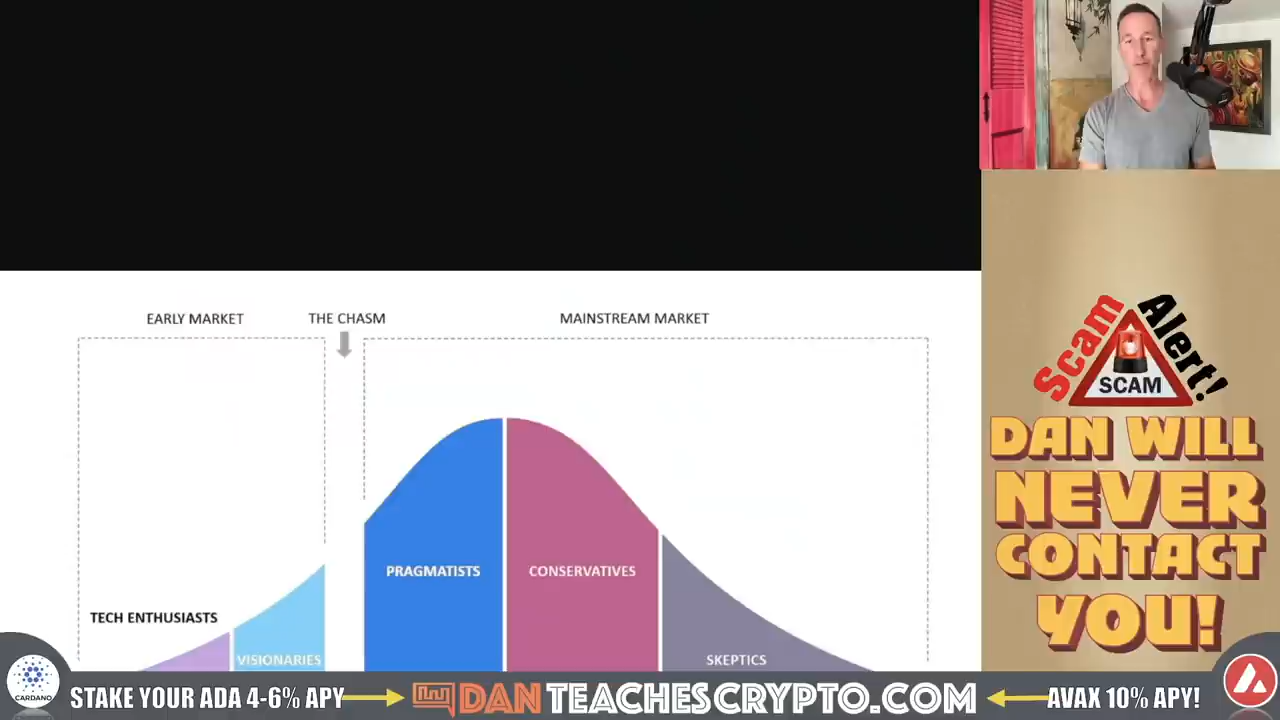 EARLY MARKET
THE CHASM
MAINSTREAM MARKET
PRAGMATISTS
CONSERVATIVES
TECH ENTHUSIASTS
VISIONARIES
SKEPTICS
Scam Alert!
SCAM
DAN WILL
NEVER
CONTACT
YOU!
CARDANO
STAKE YOUR ADA 4-6% APY
DANTEACHESCRYPTO.COM
AVAX 10% APY!